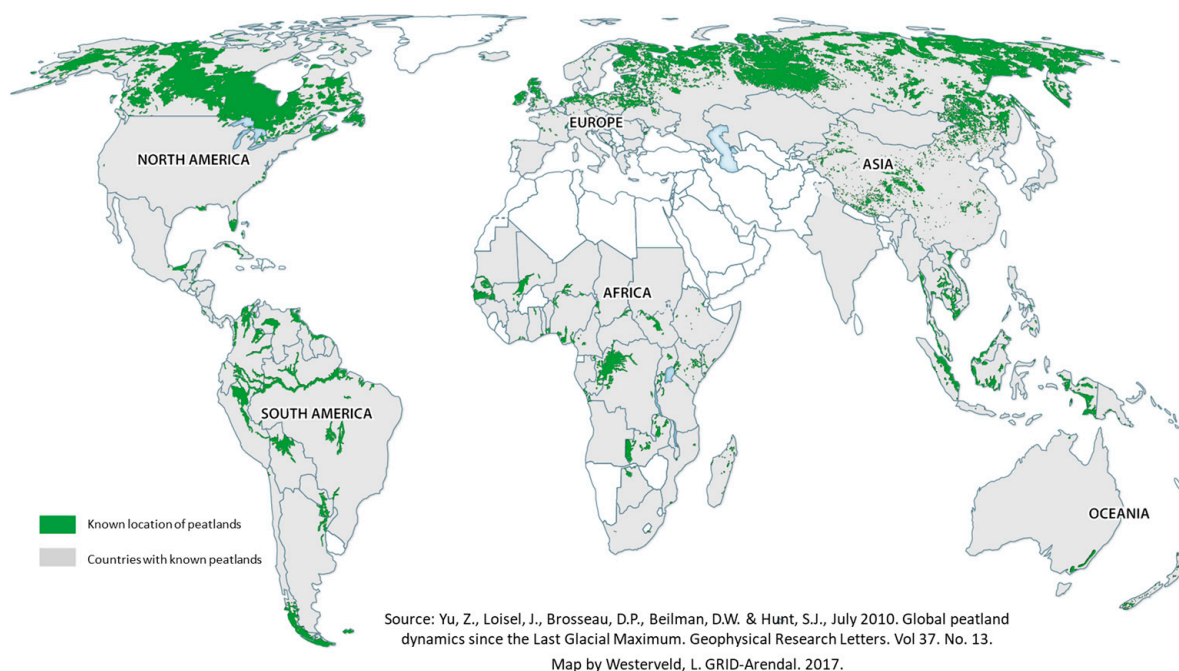 EUROPE
NORTH AMERICA
ASIA
AFRICA
SOUTH AMERICA
OCEANIA
Known location of peatlands
Countries with known peatlands
Source: Yu, Z., Loisel, J., Brosseau, D.P., Beilman, D.W. & Hunt, S.J., July 2010. Global peatland
dynamics since the Last Glacial Maximum. Geophysical Research Letters. Vol 37. No. 13.
Map by Westerveld, L. GRID-Arendal. 2017.